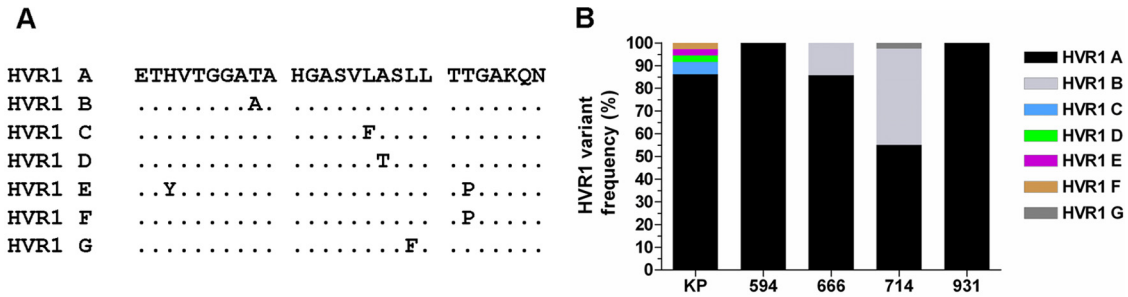 A
HVR1 A ETHVTGGATA HGASVLASLL TTGAKQN
HVR1 B ........A. .......... .......
HVR1 C .......... .....F.... .......
HVR1 D .......... ......T... .......
HVR1 E ..Y....... .......... .P.....
HVR1 F .......... .......... .P.....
HVR1 G .......... ........F. .......
B
HVR1 variant
frequency (%)
100
90
80
70
60
50
40
30
20
10
0
KP 594 666 714 931
HVR1 A
HVR1 B
HVR1 C
HVR1 D
HVR1 E
HVR1 F
HVR1 G